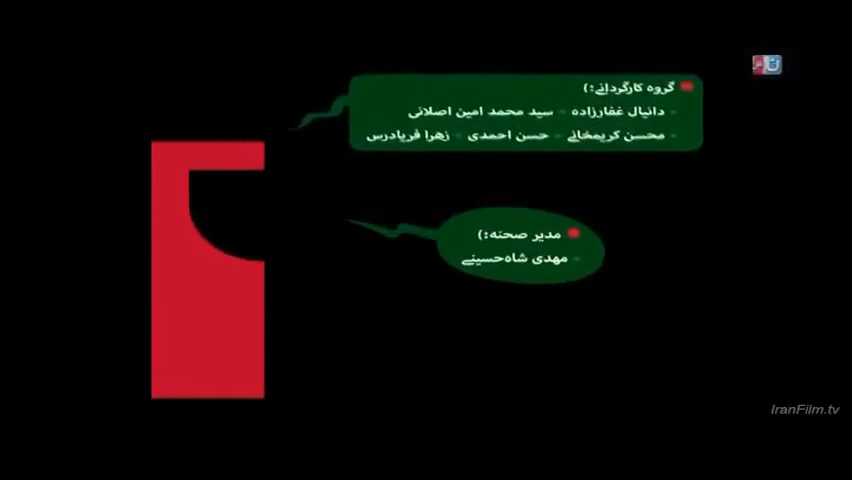 گروه کارگردانی:)
دانیال غفارزاده سید محمد امین اصلانی
محسن کریمخانی حسن احمدی زهرا فریادرس
مدیر صحنه:)
مهدی شاه‌حسینی
IranFilm.tv